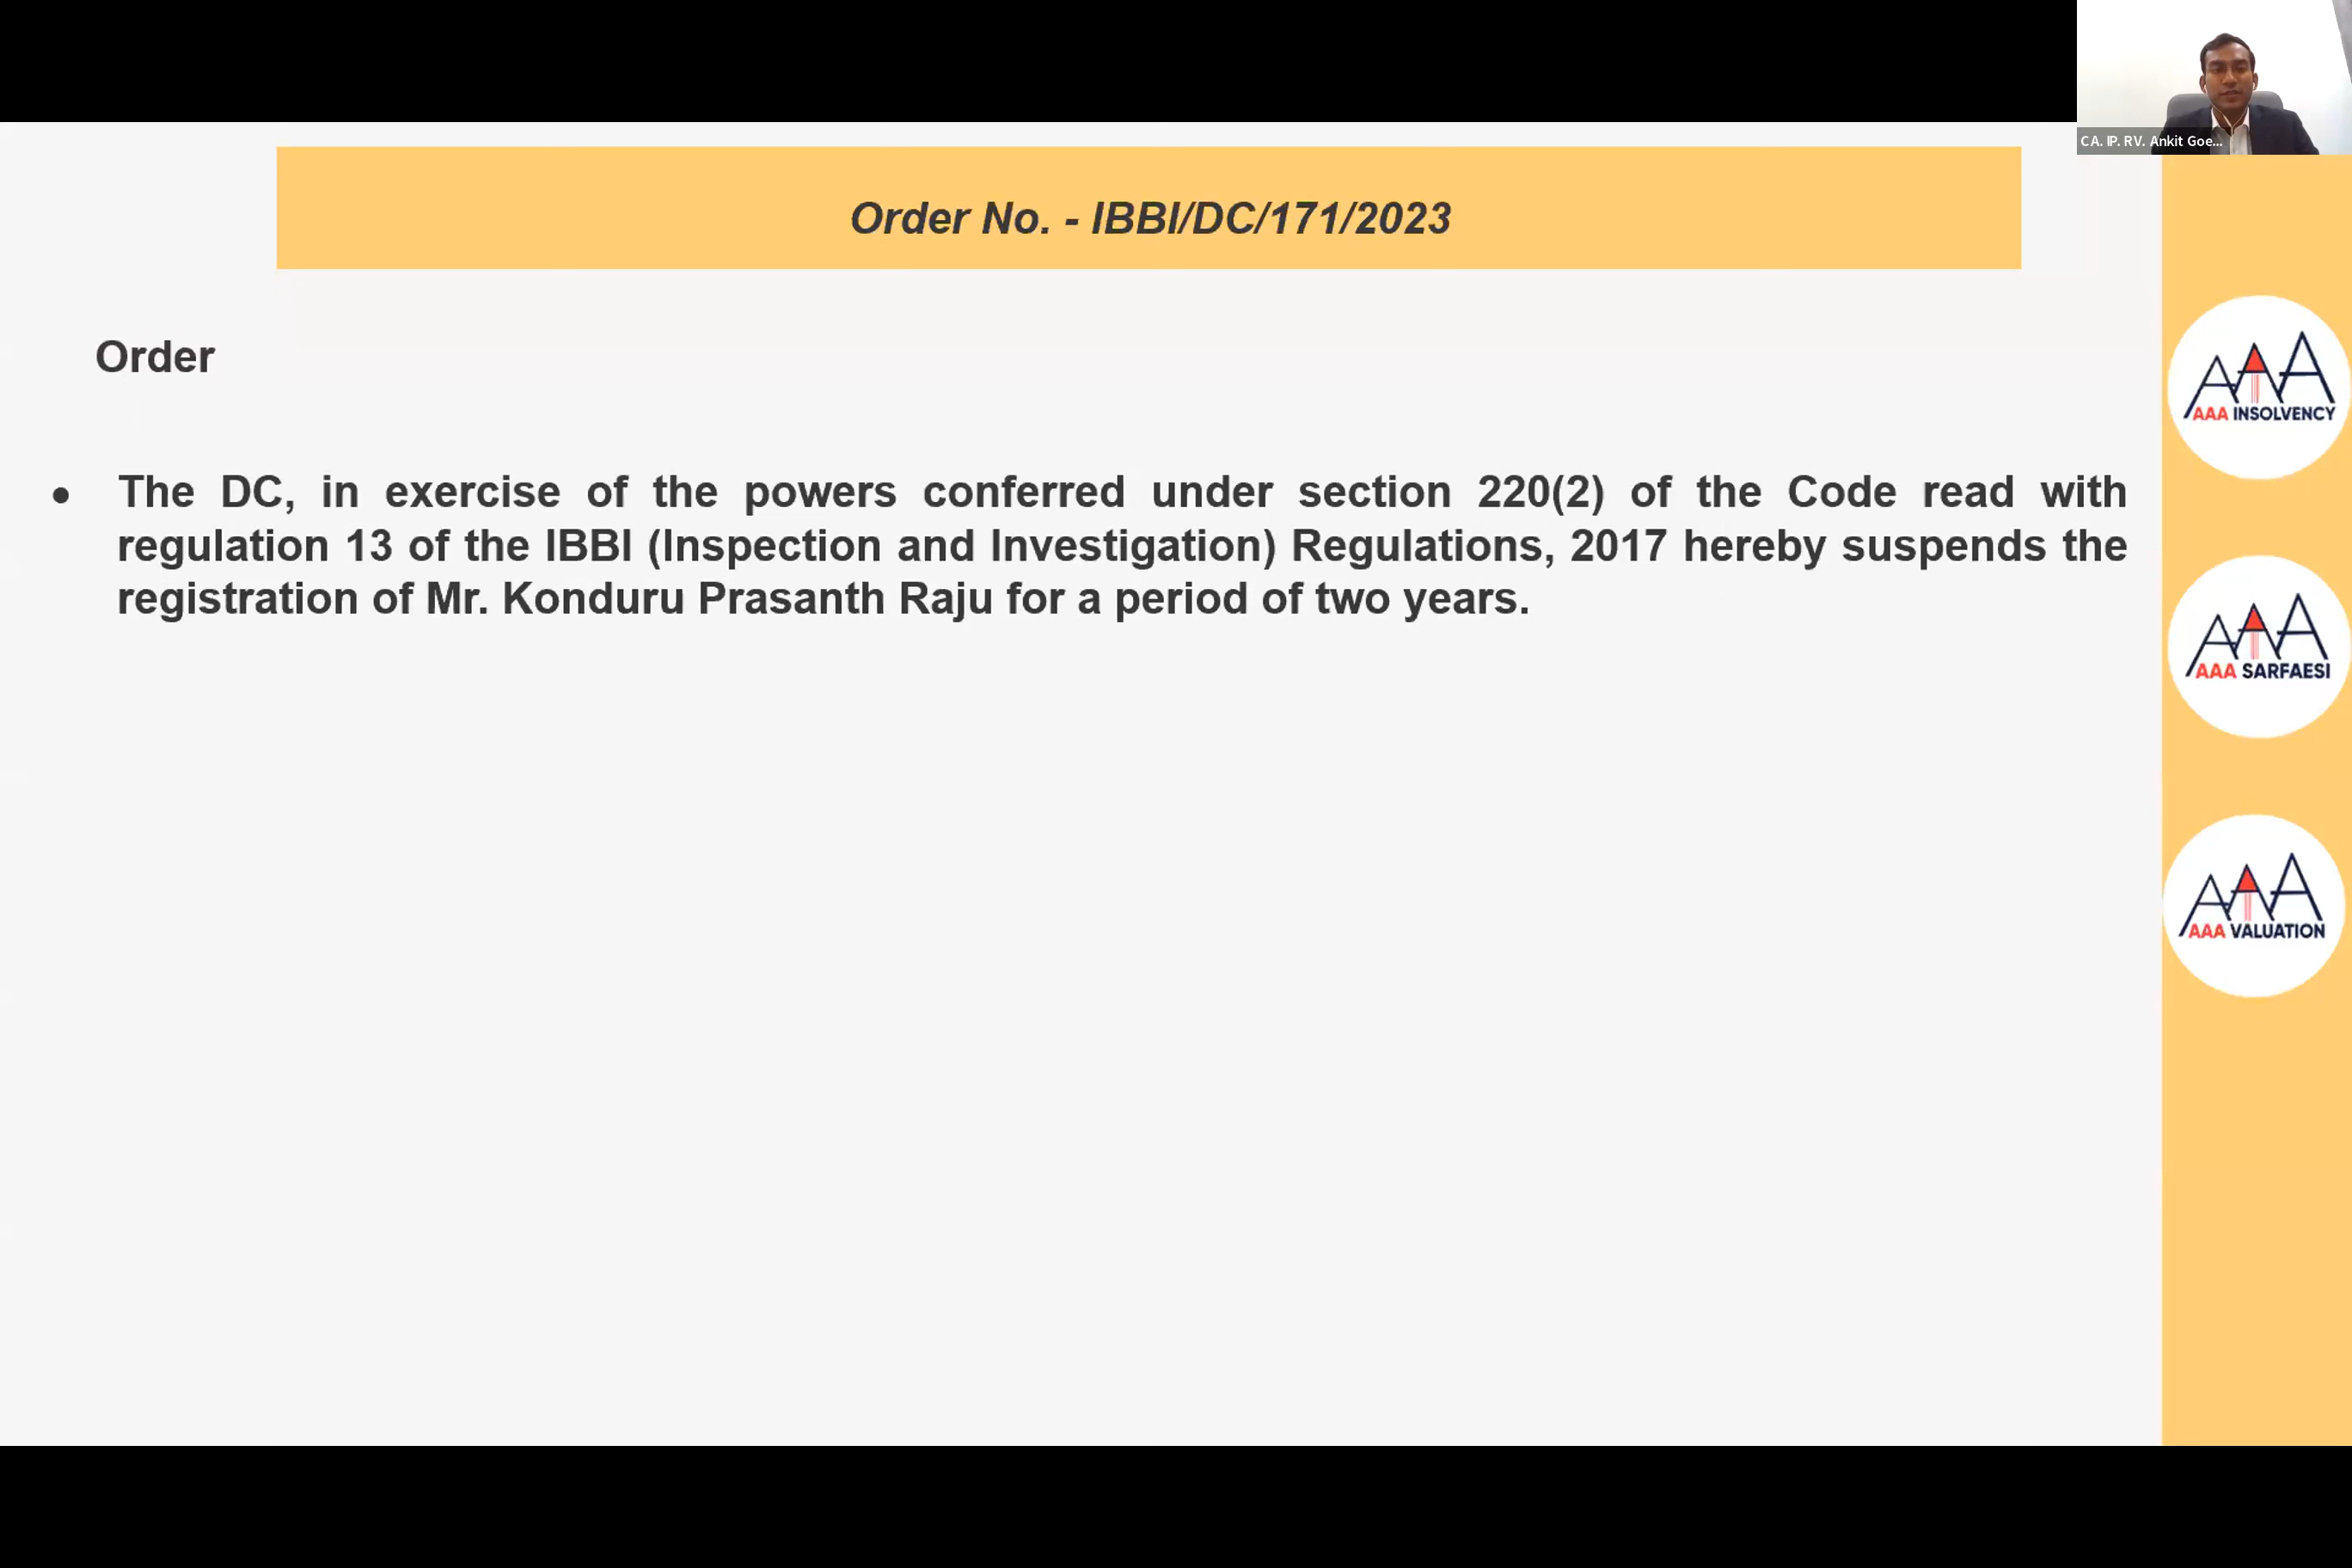 CA. IP. RV. Ankit Goe...
Order No. - IBBI/DC/171/2023
Order
• The DC, in exercise of the powers conferred under section 220(2) of the Code read with
regulation 13 of the IBBI (Inspection and Investigation) Regulations, 2017 hereby suspends the
registration of Mr. Konduru Prasanth Raju for a period of two years.
AAA
AAA INSOLVENCY
AAA
AAA SARFAESI
AAA
AAA VALUATION